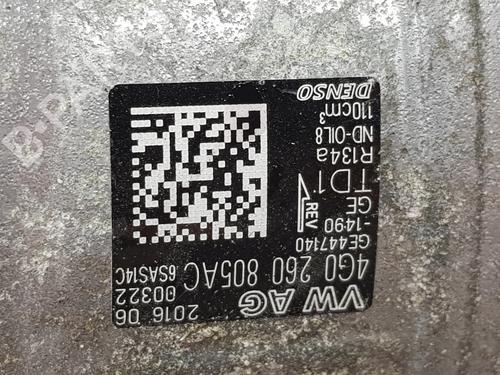 VW AG
2016 06
00322
4G0 260 805AC
6SAS14C
GE447140
-1490
GE
REV
TD1
R134a
ND-OIL8
110cm³
DENSO
B-PARTS